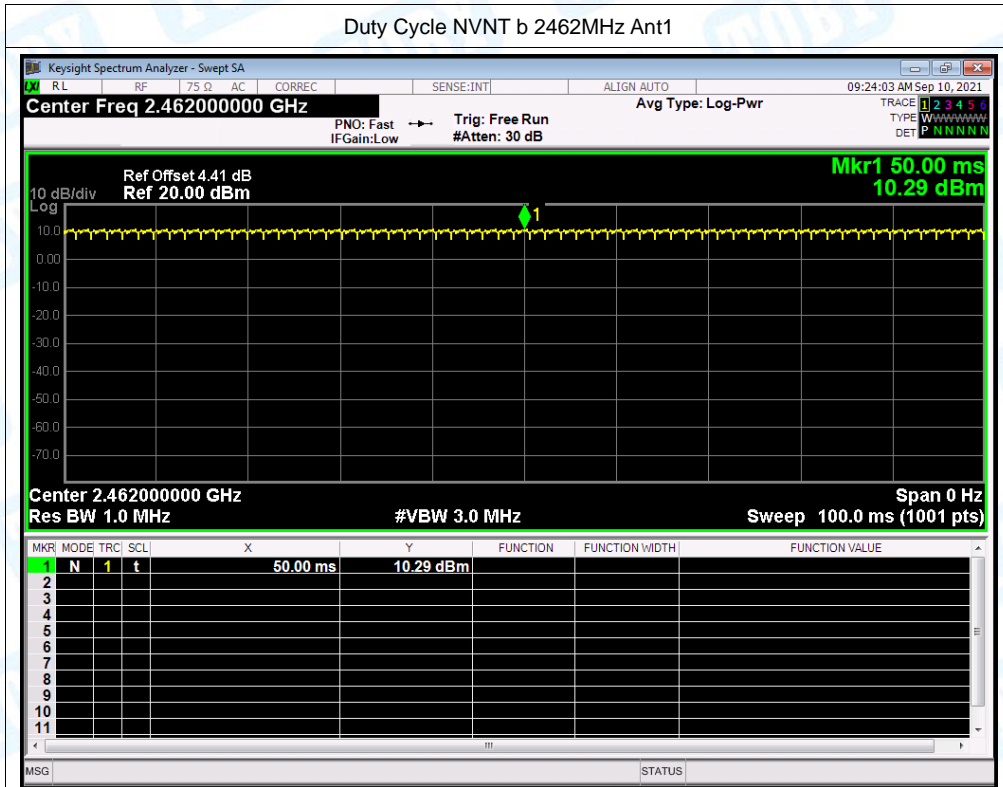 Duty Cycle NVNT b 2462MHz Ant1
Keysight Spectrum Analyzer - Swept SA
LXI RL RF 75 Ω AC CORREC SENSE:INT ALIGN AUTO 09:24:03 AM Sep 10, 2021
Center Freq 2.462000000 GHz Avg Type: Log-Pwr TRACE 1 2 3 4 5 6
PNO: Fast Trig: Free Run TYPE WWWWWW
IFGain:Low #Atten: 30 dB DET P N N N N N
Mkr1 50.00 ms
Ref Offset 4.41 dB
10 dB/div Ref 20.00 dBm 10.29 dBm
Log
1
10.0
0.00
-10.0
-20.0
-30.0
-40.0
-50.0
-60.0
-70.0
Center 2.462000000 GHz Span 0 Hz
Res BW 1.0 MHz #VBW 3.0 MHz Sweep 100.0 ms (1001 pts)
MKR MODE TRC SCL X Y FUNCTION FUNCTION WIDTH FUNCTION VALUE
1 N 1 t 50.00 ms 10.29 dBm
2
3
4
5
6
7
8
9
10
11
MSG STATUS